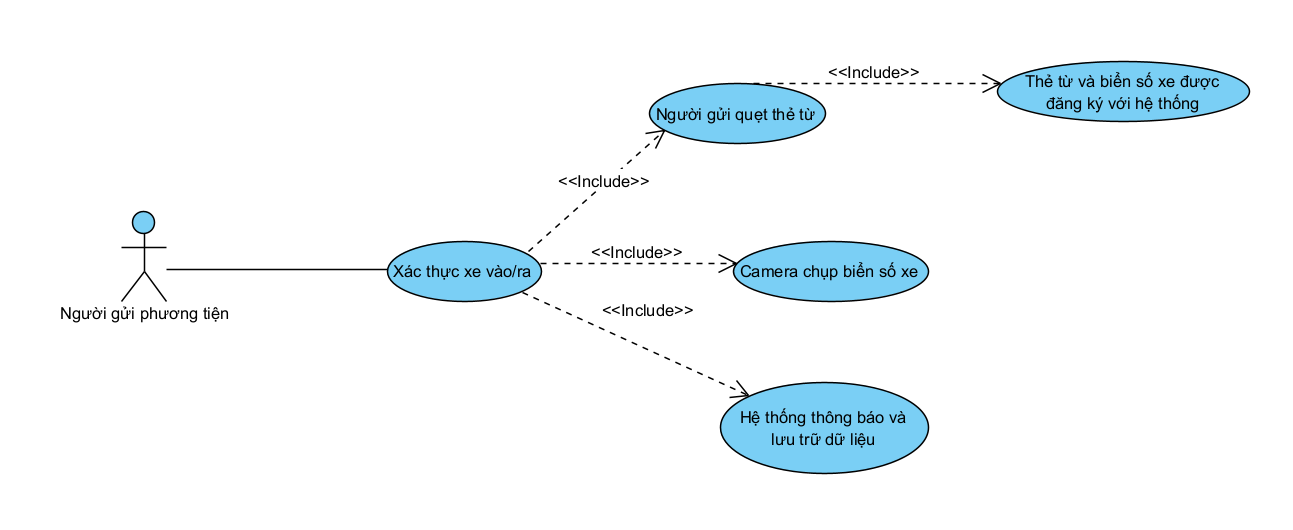 <<Include>>
Thẻ từ và biển số xe được
đăng ký với hệ thống
Người gửi quẹt thẻ từ
<<Include>>
<<Include>>
Xác thực xe vào/ra
Camera chụp biển số xe
Người gửi phương tiện
<<Include>>
Hệ thống thông báo và
lưu trữ dữ liệu